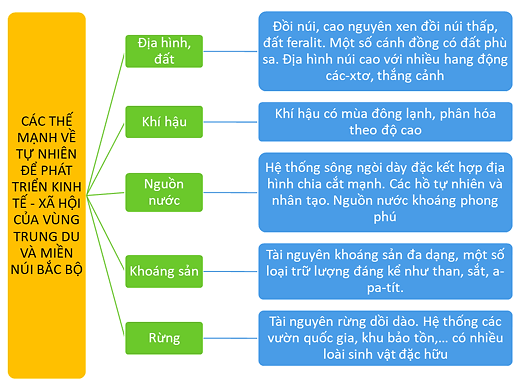 CÁC THẾ
MẠNH VỀ
TỰ NHIÊN
ĐỂ PHÁT
TRIỂN KINH
TẾ - XÃ HỘI
CỦA VÙNG
TRUNG DU
VÀ MIỀN
NÚI BẮC BỘ
Địa hình,
đất
Đồi núi, cao nguyên xen đồi núi thấp,
đất feralit. Một số cánh đồng có đất phù
sa. Địa hình núi cao với nhiều hang động
các-xtơ, thắng cảnh
Khí hậu
Khí hậu có mùa đông lạnh, phân hóa
theo độ cao
Nguồn
nước
Hệ thống sông ngòi dày đặc kết hợp địa
hình chia cắt mạnh. Các hồ tự nhiên và
nhân tạo. Nguồn nước khoáng phong
phú
Khoáng sản
Tài nguyên khoáng sản đa dạng, một số
loại trữ lượng đáng kể như than, sắt, a-
pa-tít.
Rừng
Tài nguyên rừng dồi dào. Hệ thống các
vườn quốc gia, khu bảo tồn,... có nhiều
loài sinh vật đặc hữu